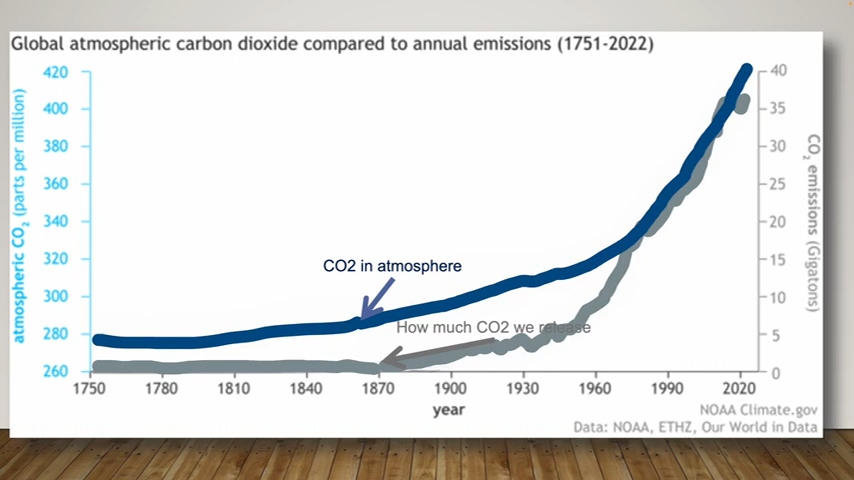 Global atmospheric carbon dioxide compared to annual emissions (1751-2022)
atmospheric CO₂ (parts per million)
420
400
380
360
340
320
300
280
260
CO2 in atmosphere
How much CO2 we release
40
35
30
25
20
15
10
5
0
CO₂ emissions (Gigatons)
1750 1780 1810 1840 1870 1900 1930 1960 1990 2020
year
NOAA Climate.gov
Data: NOAA, ETHZ, Our World in Data